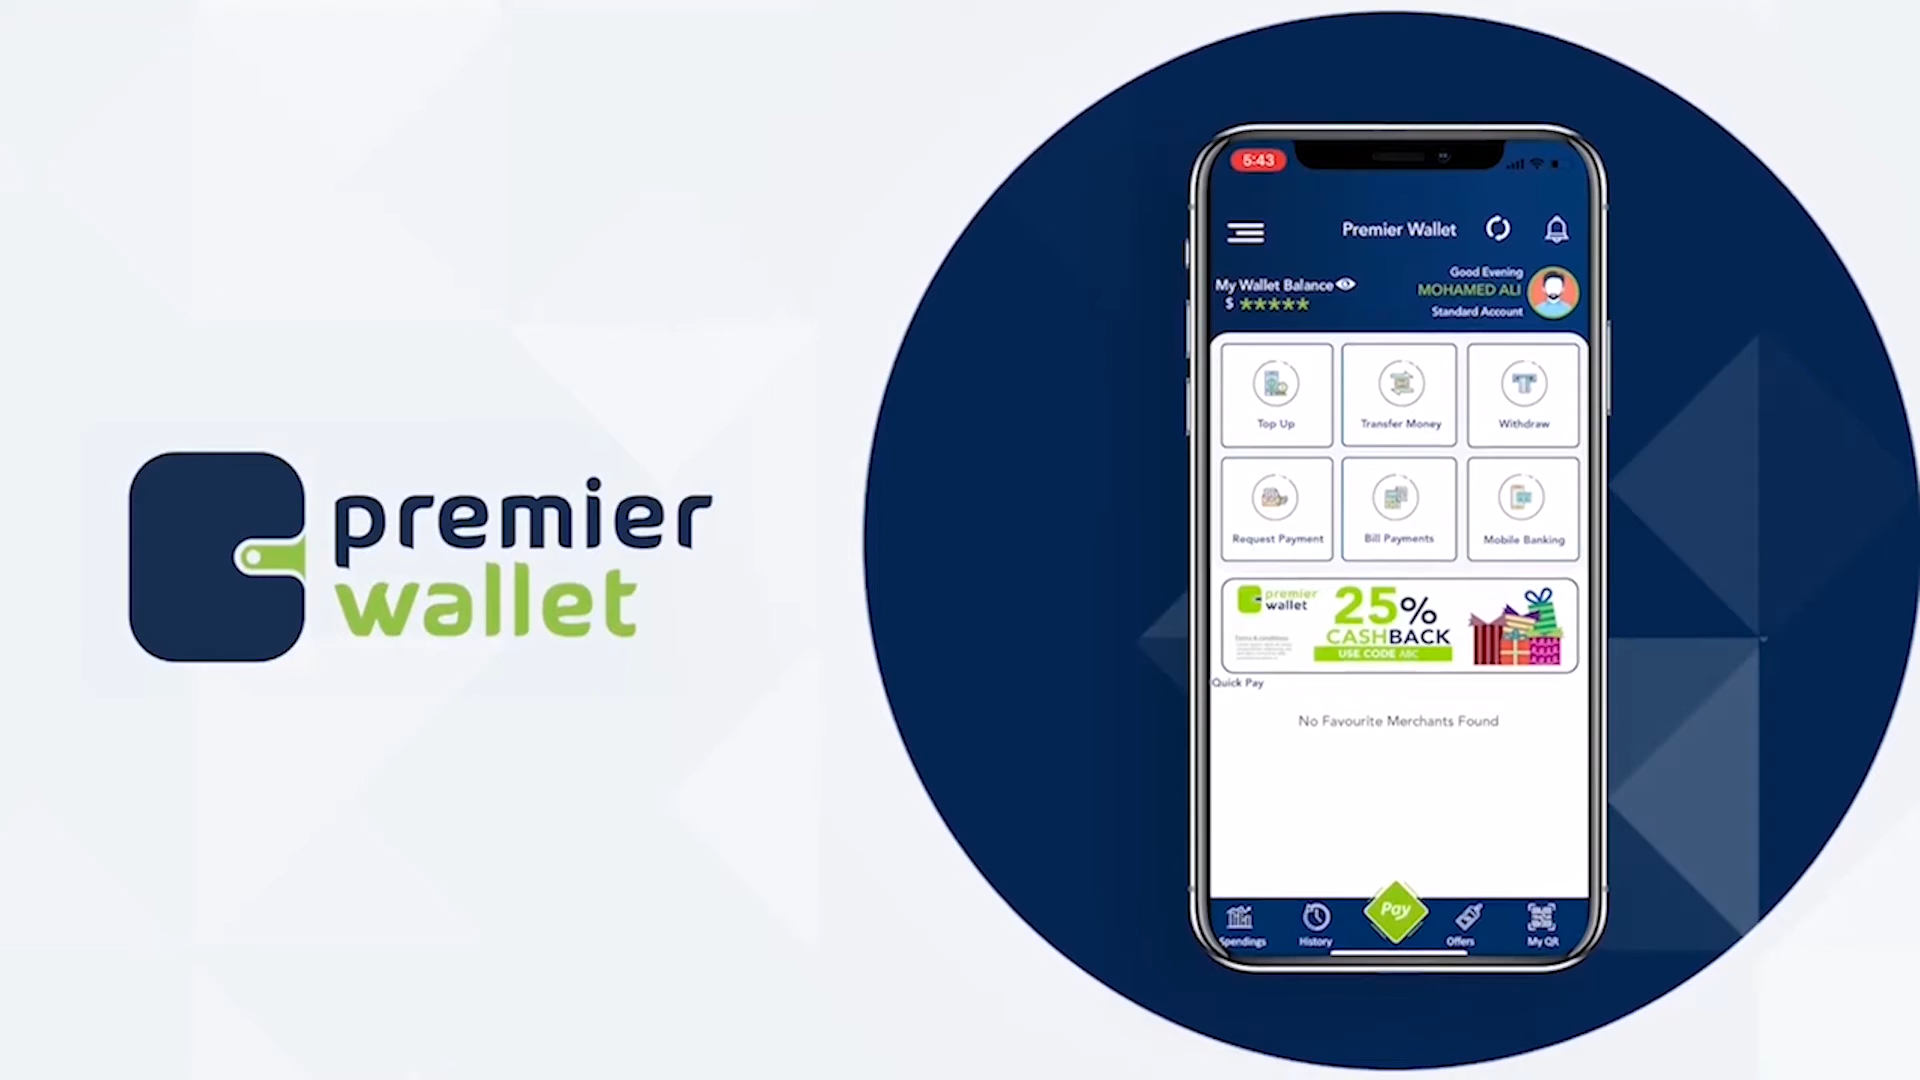 premier
wallet
5:43
Premier Wallet
My Wallet Balance
$ *****
Good Evening
MOHAMED ALI
Standard Account
Top Up
Transfer Money
Withdraw
Request Payment
Bill Payments
Mobile Banking
premier
wallet
Terms & conditions:
25%
CASHBACK
USE CODE ABC
Quick Pay
No Favourite Merchants Found
Spendings
History
Pay
Offers
My QR